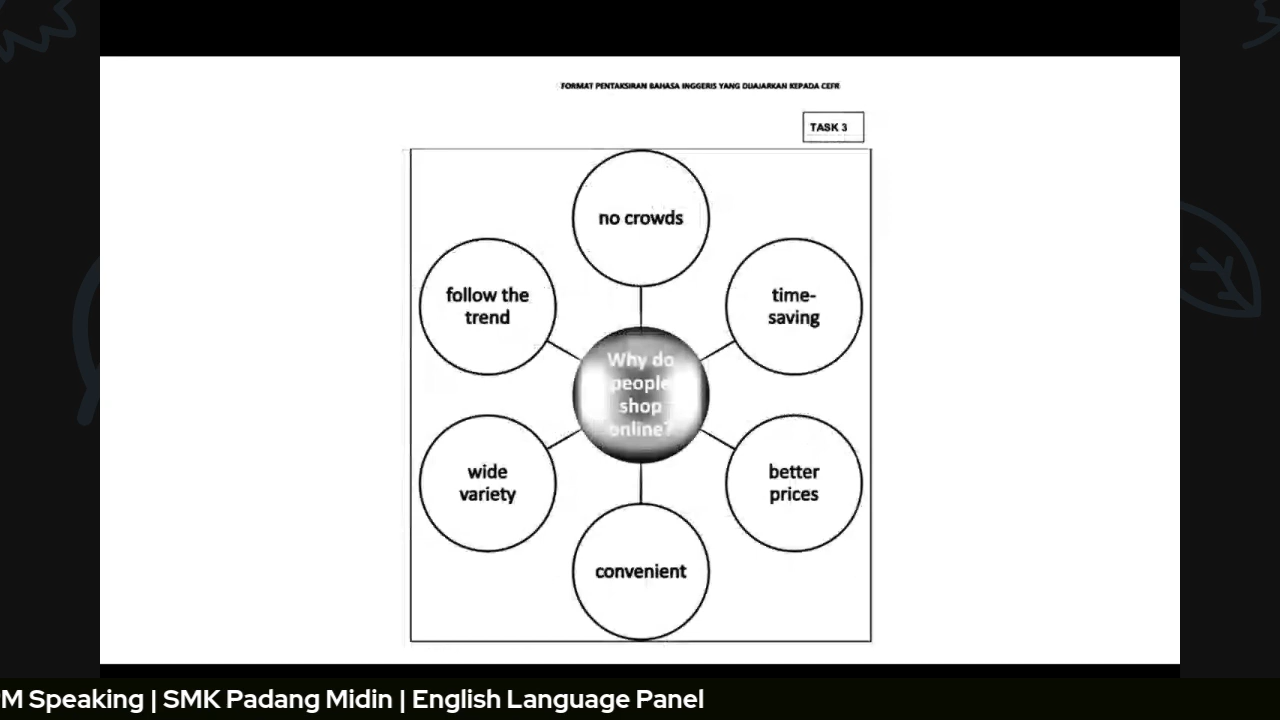 FORMAT PENTAKSIRAN BAHASA INGGERIS YANG DIJAJARKAN KEPADA CEFR
TASK 3
no crowds
follow the
trend
time-
saving
Why do
people
shop
online?
wide
variety
better
prices
convenient
M Speaking | SMK Padang Midin | English Language Panel